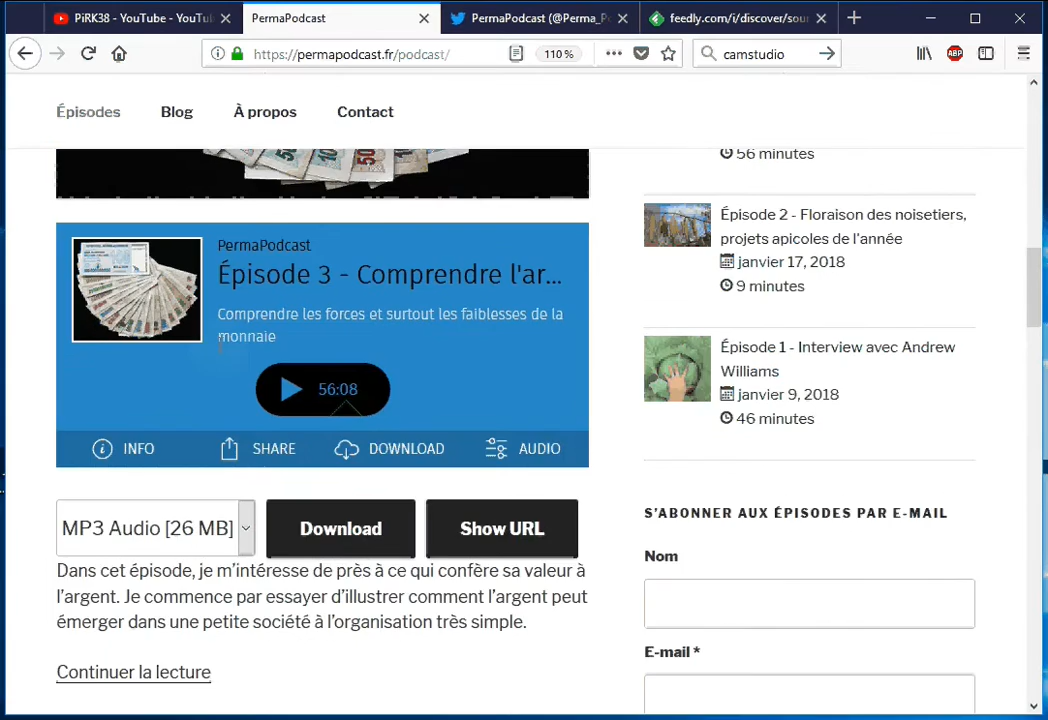 PiRK38 - YouTube - YouTu
PermaPodcast
PermaPodcast (@Perma_P
feedly.com/i/discover/sou
https://permapodcast.fr/podcast/
110 %
camstudio
ABP
Épisodes
Blog
À propos
Contact
PermaPodcast
Épisode 3 - Comprendre l'ar...
Comprendre les forces et surtout les faiblesses de la
monnaie
56:08
INFO
SHARE
DOWNLOAD
AUDIO
MP3 Audio [26 MB]
Download
Show URL
Dans cet épisode, je m'intéresse de près à ce qui confère sa valeur à
l'argent. Je commence par essayer d'illustrer comment l'argent peut
émerger dans une petite société à l'organisation très simple.
Continuer la lecture
56 minutes
Épisode 2 - Floraison des noisetiers,
projets apicoles de l'année
janvier 17, 2018
9 minutes
Épisode 1 - Interview avec Andrew
Williams
janvier 9, 2018
46 minutes
S'ABONNER AUX ÉPISODES PAR E-MAIL
Nom
E-mail *